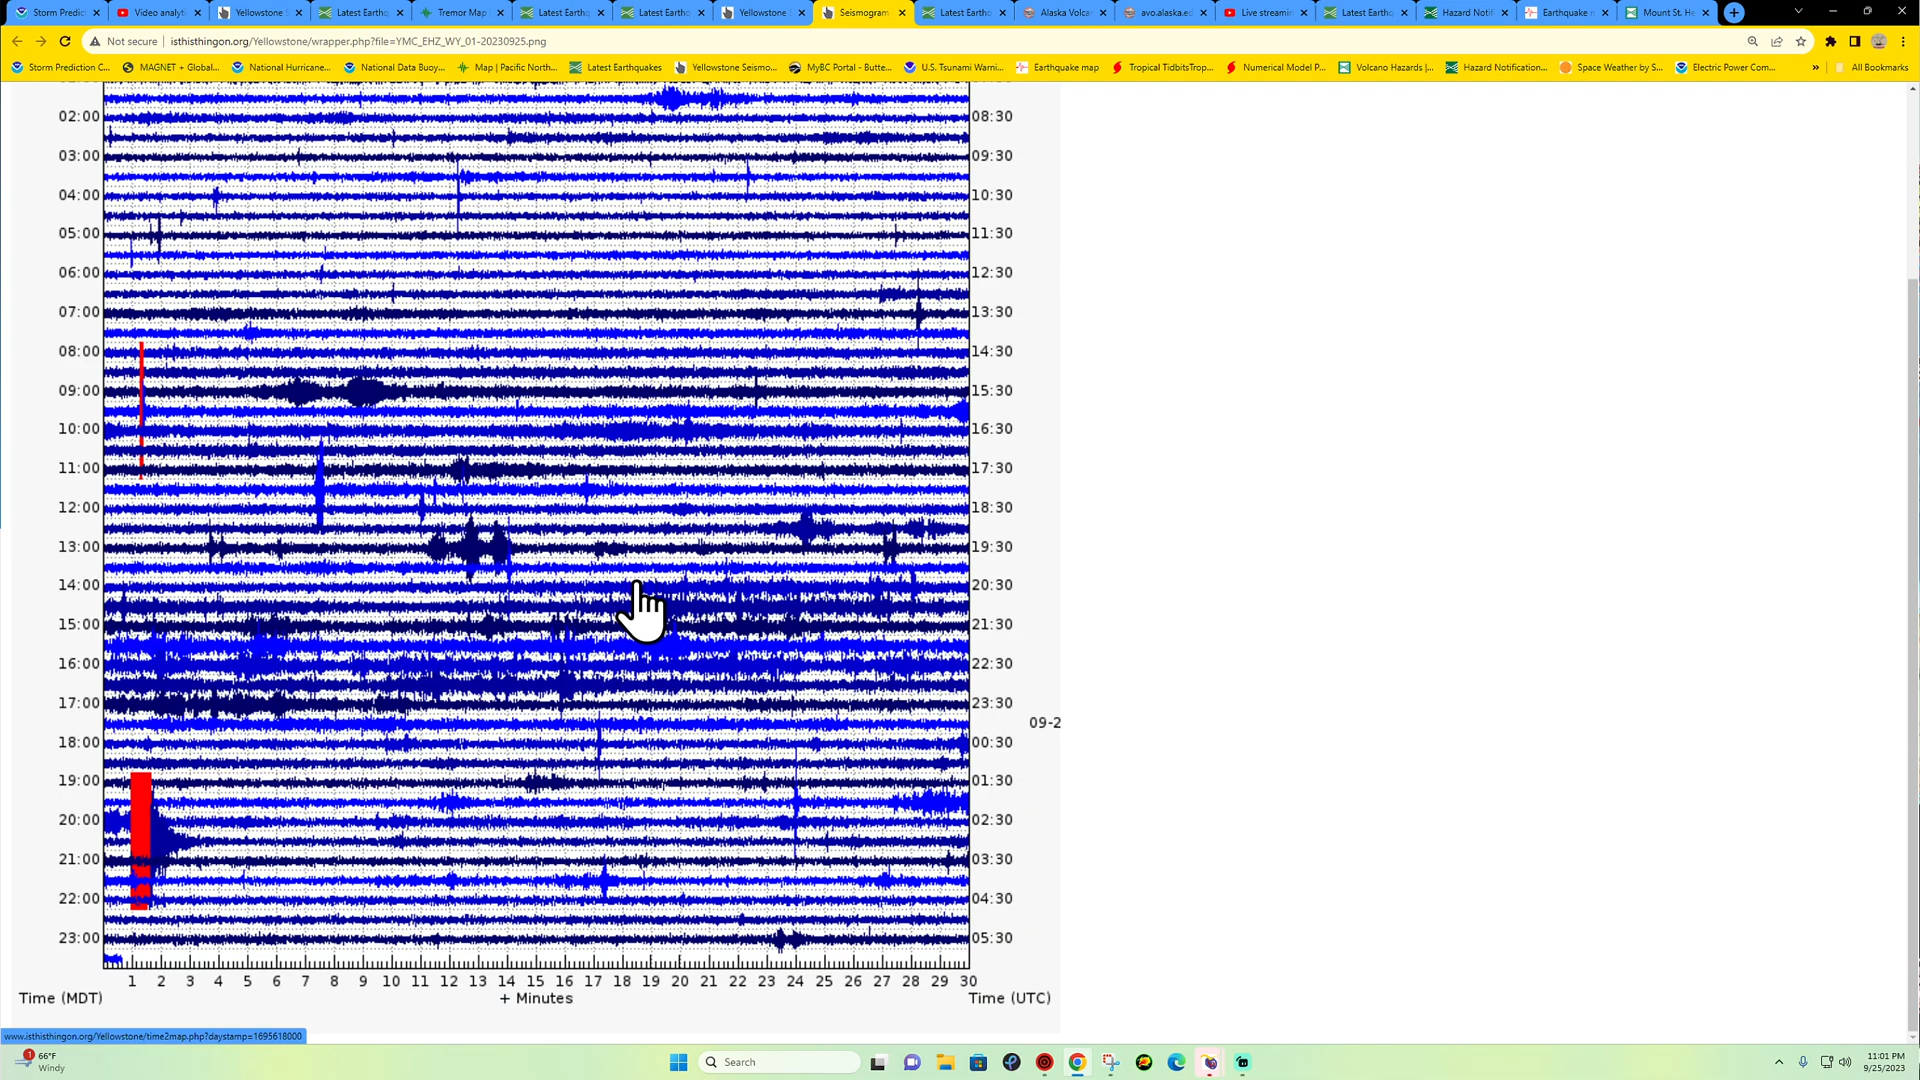 Storm Predict
Video analyti
Yellowstone S
Latest Earthq
Tremor Map
Latest Earthq
Latest Earthq
Yellowstone S
Seismogram
Latest Earthq
Alaska Volca
avo.alaska.ed
Live streamin
Latest Earthq
Hazard Notifi
Earthquake m
Mount St. He
Not secure
isthisthingon.org/Yellowstone/wrapper.php?file=YMC_EHZ_WY_01-20230925.png
Storm Prediction C...
MAGNET + Global...
National Hurricane...
National Data Buoy...
Map | Pacific North...
Latest Earthquakes
Yellowstone Seismo...
MyBC Portal - Butte...
U.S. Tsunami Warni...
Earthquake map
Tropical TidbitsTrop...
Numerical Model P...
Volcano Hazards |...
Hazard Notification...
Space Weather by S...
Electric Power Com...
»
All Bookmarks
02:00 08:30
03:00 09:30
04:00 10:30
05:00 11:30
06:00 12:30
07:00 13:30
08:00 14:30
09:00 15:30
10:00 16:30
11:00 17:30
12:00 18:30
13:00 19:30
14:00 20:30
15:00 21:30
16:00 22:30
17:00 23:30
09-2
18:00 00:30
19:00 01:30
20:00 02:30
21:00 03:30
22:00 04:30
23:00 05:30
1 2 3 4 5 6 7 8 9 10 11 12 13 14 15 16 17 18 19 20 21 22 23 24 25 26 27 28 29 30
Time (MDT) + Minutes Time (UTC)
www.isthisthingon.org/Yellowstone/time2map.php?daystamp=1695618000
1
66°F
Windy
Search
11:01 PM
9/25/2023